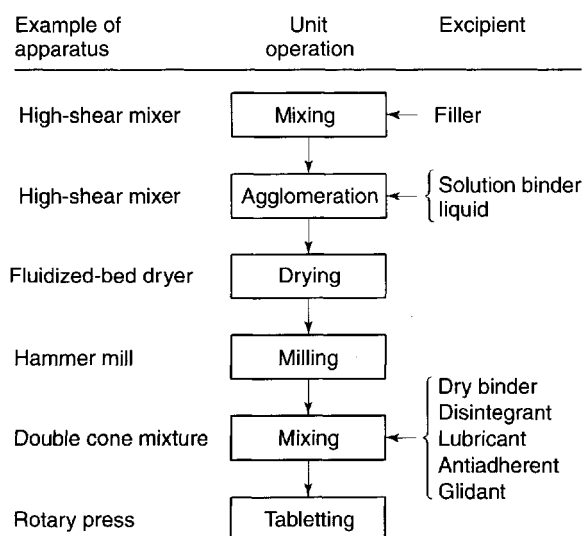 Example of apparatus
Unit operation
Excipient
High-shear mixer
Mixing
Filler
High-shear mixer
Agglomeration
Solution binder
liquid
Fluidized-bed dryer
Drying
Hammer mill
Milling
Double cone mixture
Mixing
Dry binder
Disintegrant
Lubricant
Antiadherent
Glidant
Rotary press
Tabletting